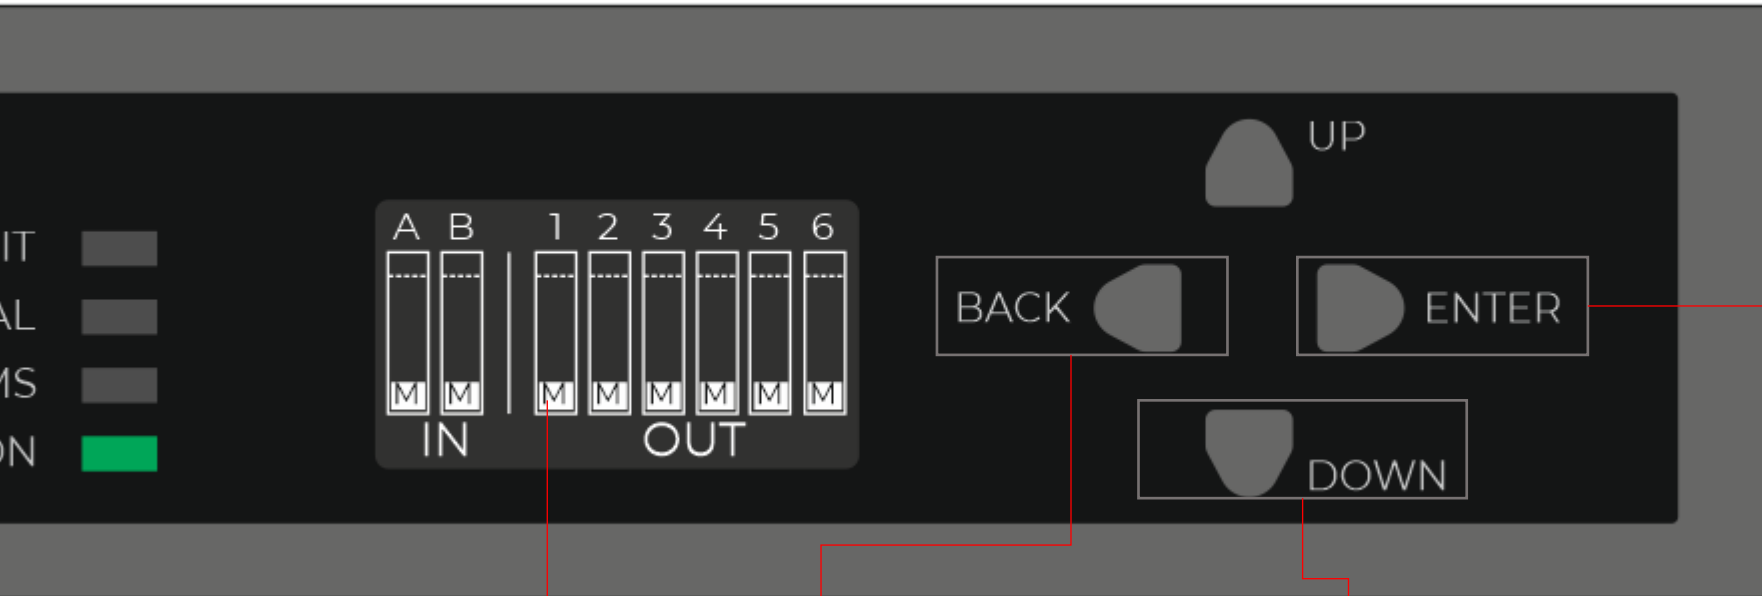 UP
A B 1 2 3 4 5 6
IT
BACK ENTER
AL
MS
M M M M M M M M
IN OUT
ON
DOWN